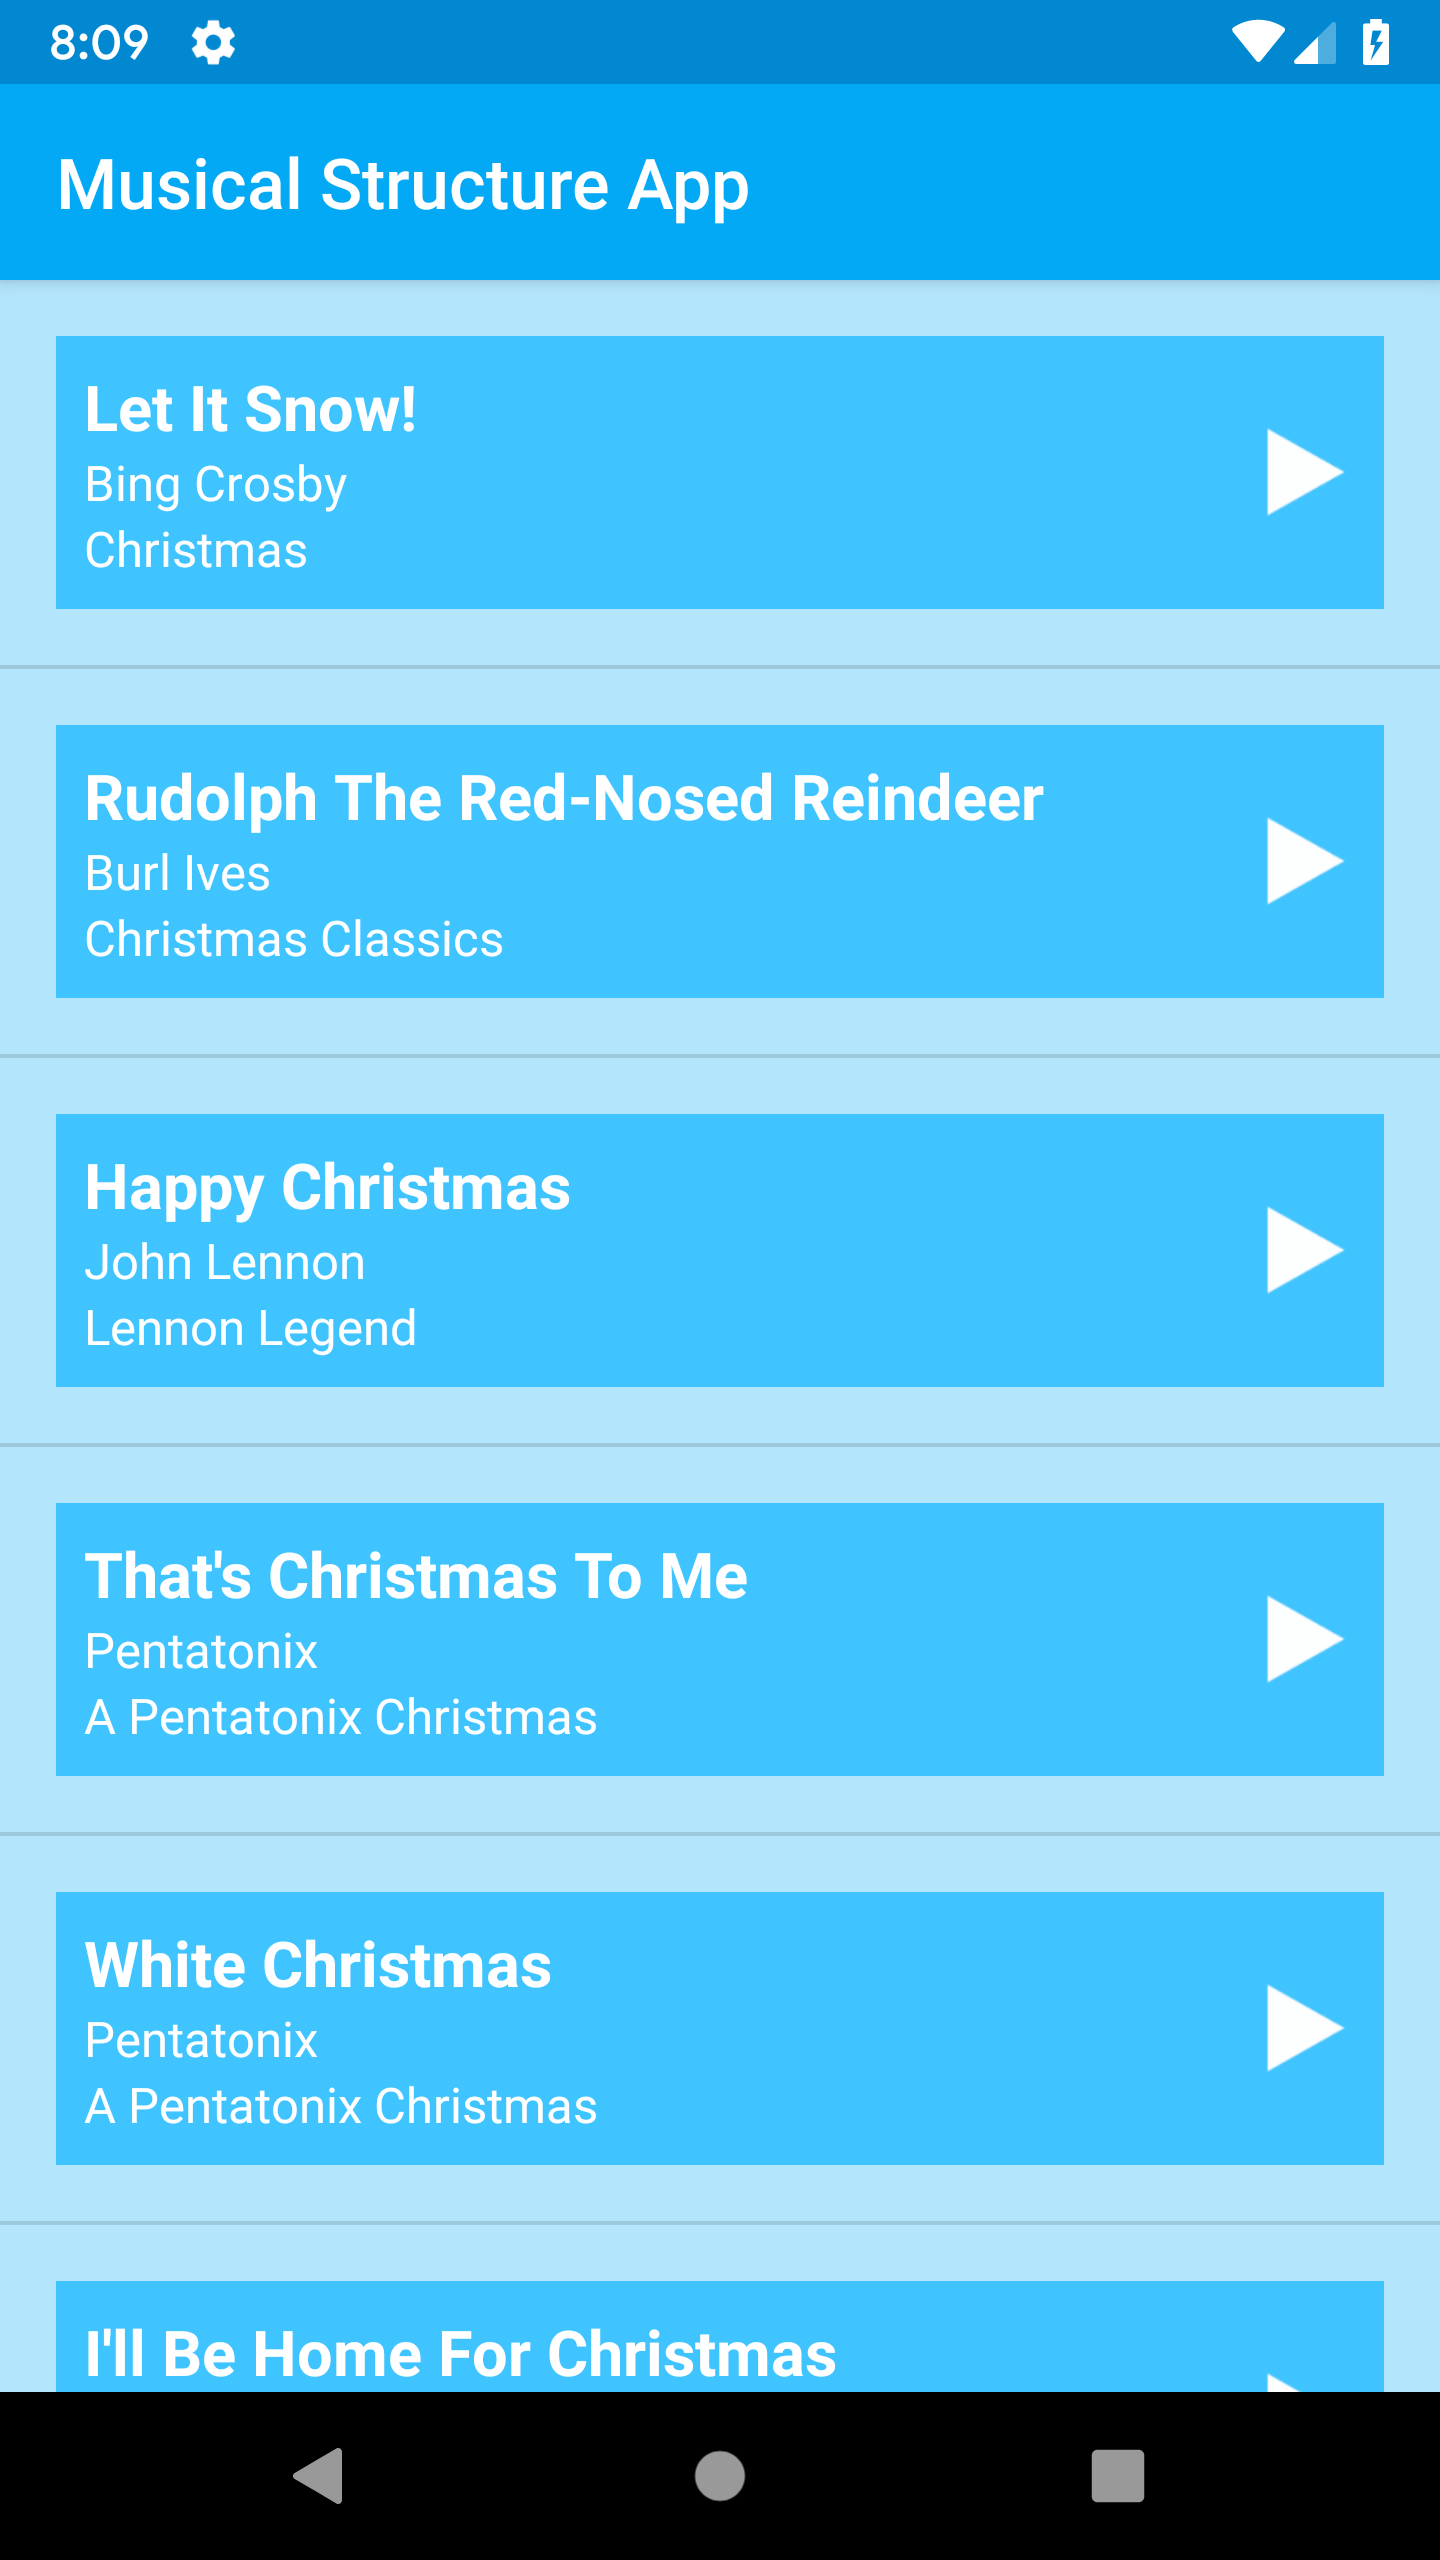 8:09
Musical Structure App
Let It Snow!
Bing Crosby
Christmas
Rudolph The Red-Nosed Reindeer
Burl Ives
Christmas Classics
Happy Christmas
John Lennon
Lennon Legend
That's Christmas To Me
Pentatonix
A Pentatonix Christmas
White Christmas
Pentatonix
A Pentatonix Christmas
I'll Be Home For Christmas